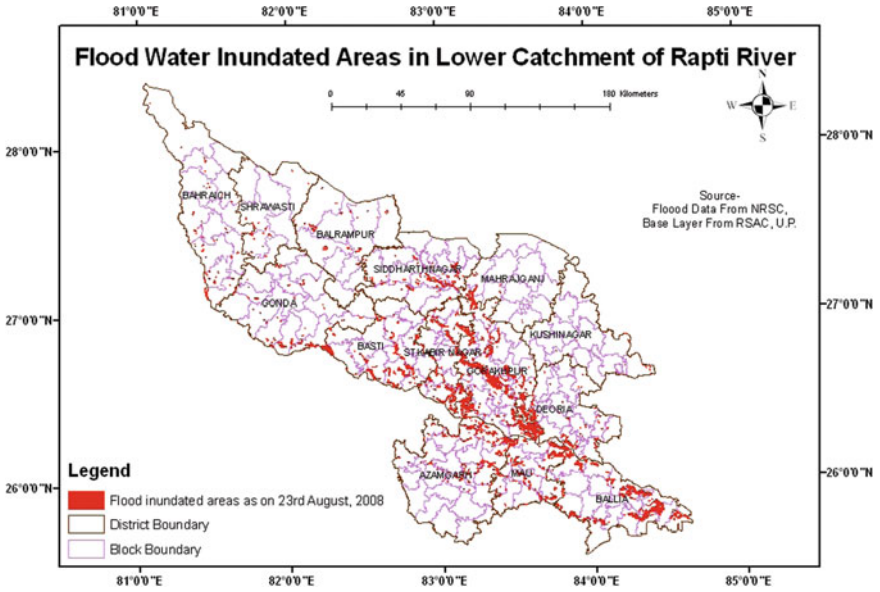 81°0'0"E 82°0'0"E 83°0'0"E 84°0'0"E 85°0'0"E
Flood Water Inundated Areas in Lower Catchment of Rapti River
0 45 90 180 Kilometers
N
W E
S
28°0'0"N 28°0'0"N
Source-
Floood Data From NRSC,
Base Layer From RSAC, U.P.
BAHRAICH
SHRAWASTI
BALRAMPUR
SIDDHARTHNAGAR
MAHRAJGANJ
GONDA
27°0'0"N 27°0'0"N
KUSHINAGAR
BASTI
ST KABIR NAGAR
GORAKHPUR
DEORIA
AZAMGARH
MAU
BALLIA
26°0'0"N 26°0'0"N
Legend
Flood inundated areas as on 23rd August, 2008
District Boundary
Block Boundary
81°0'0"E 82°0'0"E 83°0'0"E 84°0'0"E 85°0'0"E